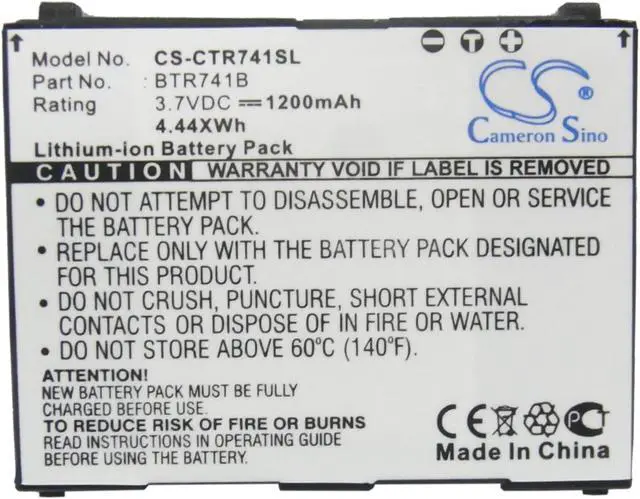 Model No. CS-CTR741SL
Part No.: BTR741B
Rating 3.7VDC ⎓ 1200mAh
4.44XWh
Lithium-ion Battery Pack
CS ®
Cameron Sino
CAUTION WARRANTY VOID IF LABEL IS REMOVED
• DO NOT ATTEMPT TO DISASSEMBLE, OPEN OR SERVICE
THE BATTERY PACK.
• REPLACE ONLY WITH THE BATTERY PACK DESIGNATED
FOR THIS PRODUCT.
• DO NOT CRUSH, PUNCTURE, SHORT EXTERNAL
CONTACTS OR DISPOSE OF IN FIRE OR WATER.
• DO NOT STORE ABOVE 60°C (140°F).
ATTENTION!
NEW BATTERY PACK MUST BE FULLY
CHARGED BEFORE INITIAL USE.
TO REDUCE RISK OF FIRE OR BURNS
READ INSTRUCTIONS IN OPERATING GUIDE
BEFORE USING BATTERY PACK.
CE PCT
Made In China